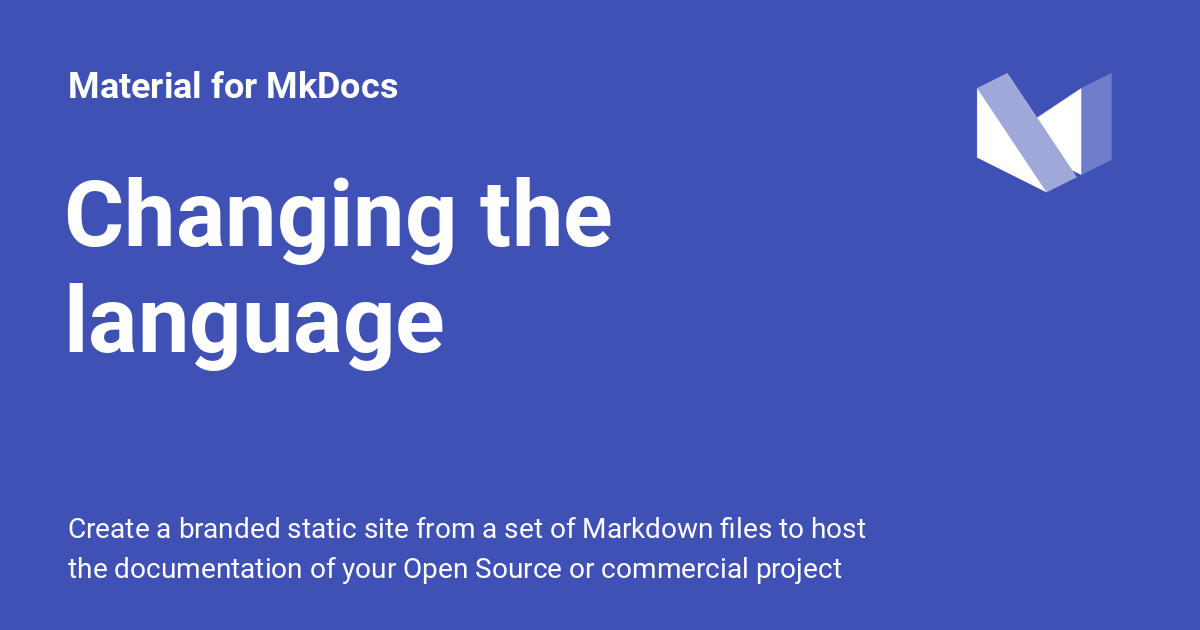 Material for MkDocs
Changing the
language
Create a branded static site from a set of Markdown files to host
the documentation of your Open Source or commercial project